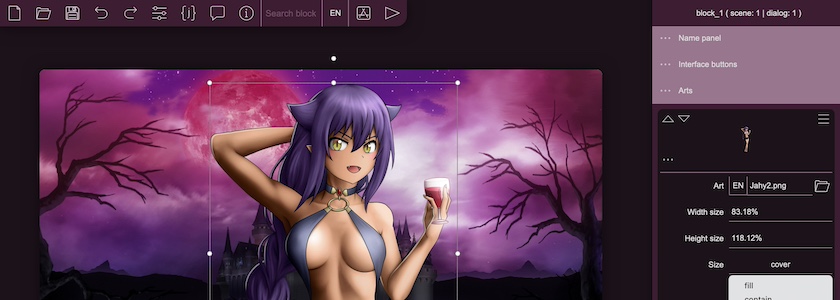 {j}
Search block
EN
block_1 ( scene: 1 | dialog: 1 )
Name panel
Interface buttons
Arts
Art
EN
Jahy2.png
Width size
83.18%
Height size
118.12%
Size
cover
fill
contain